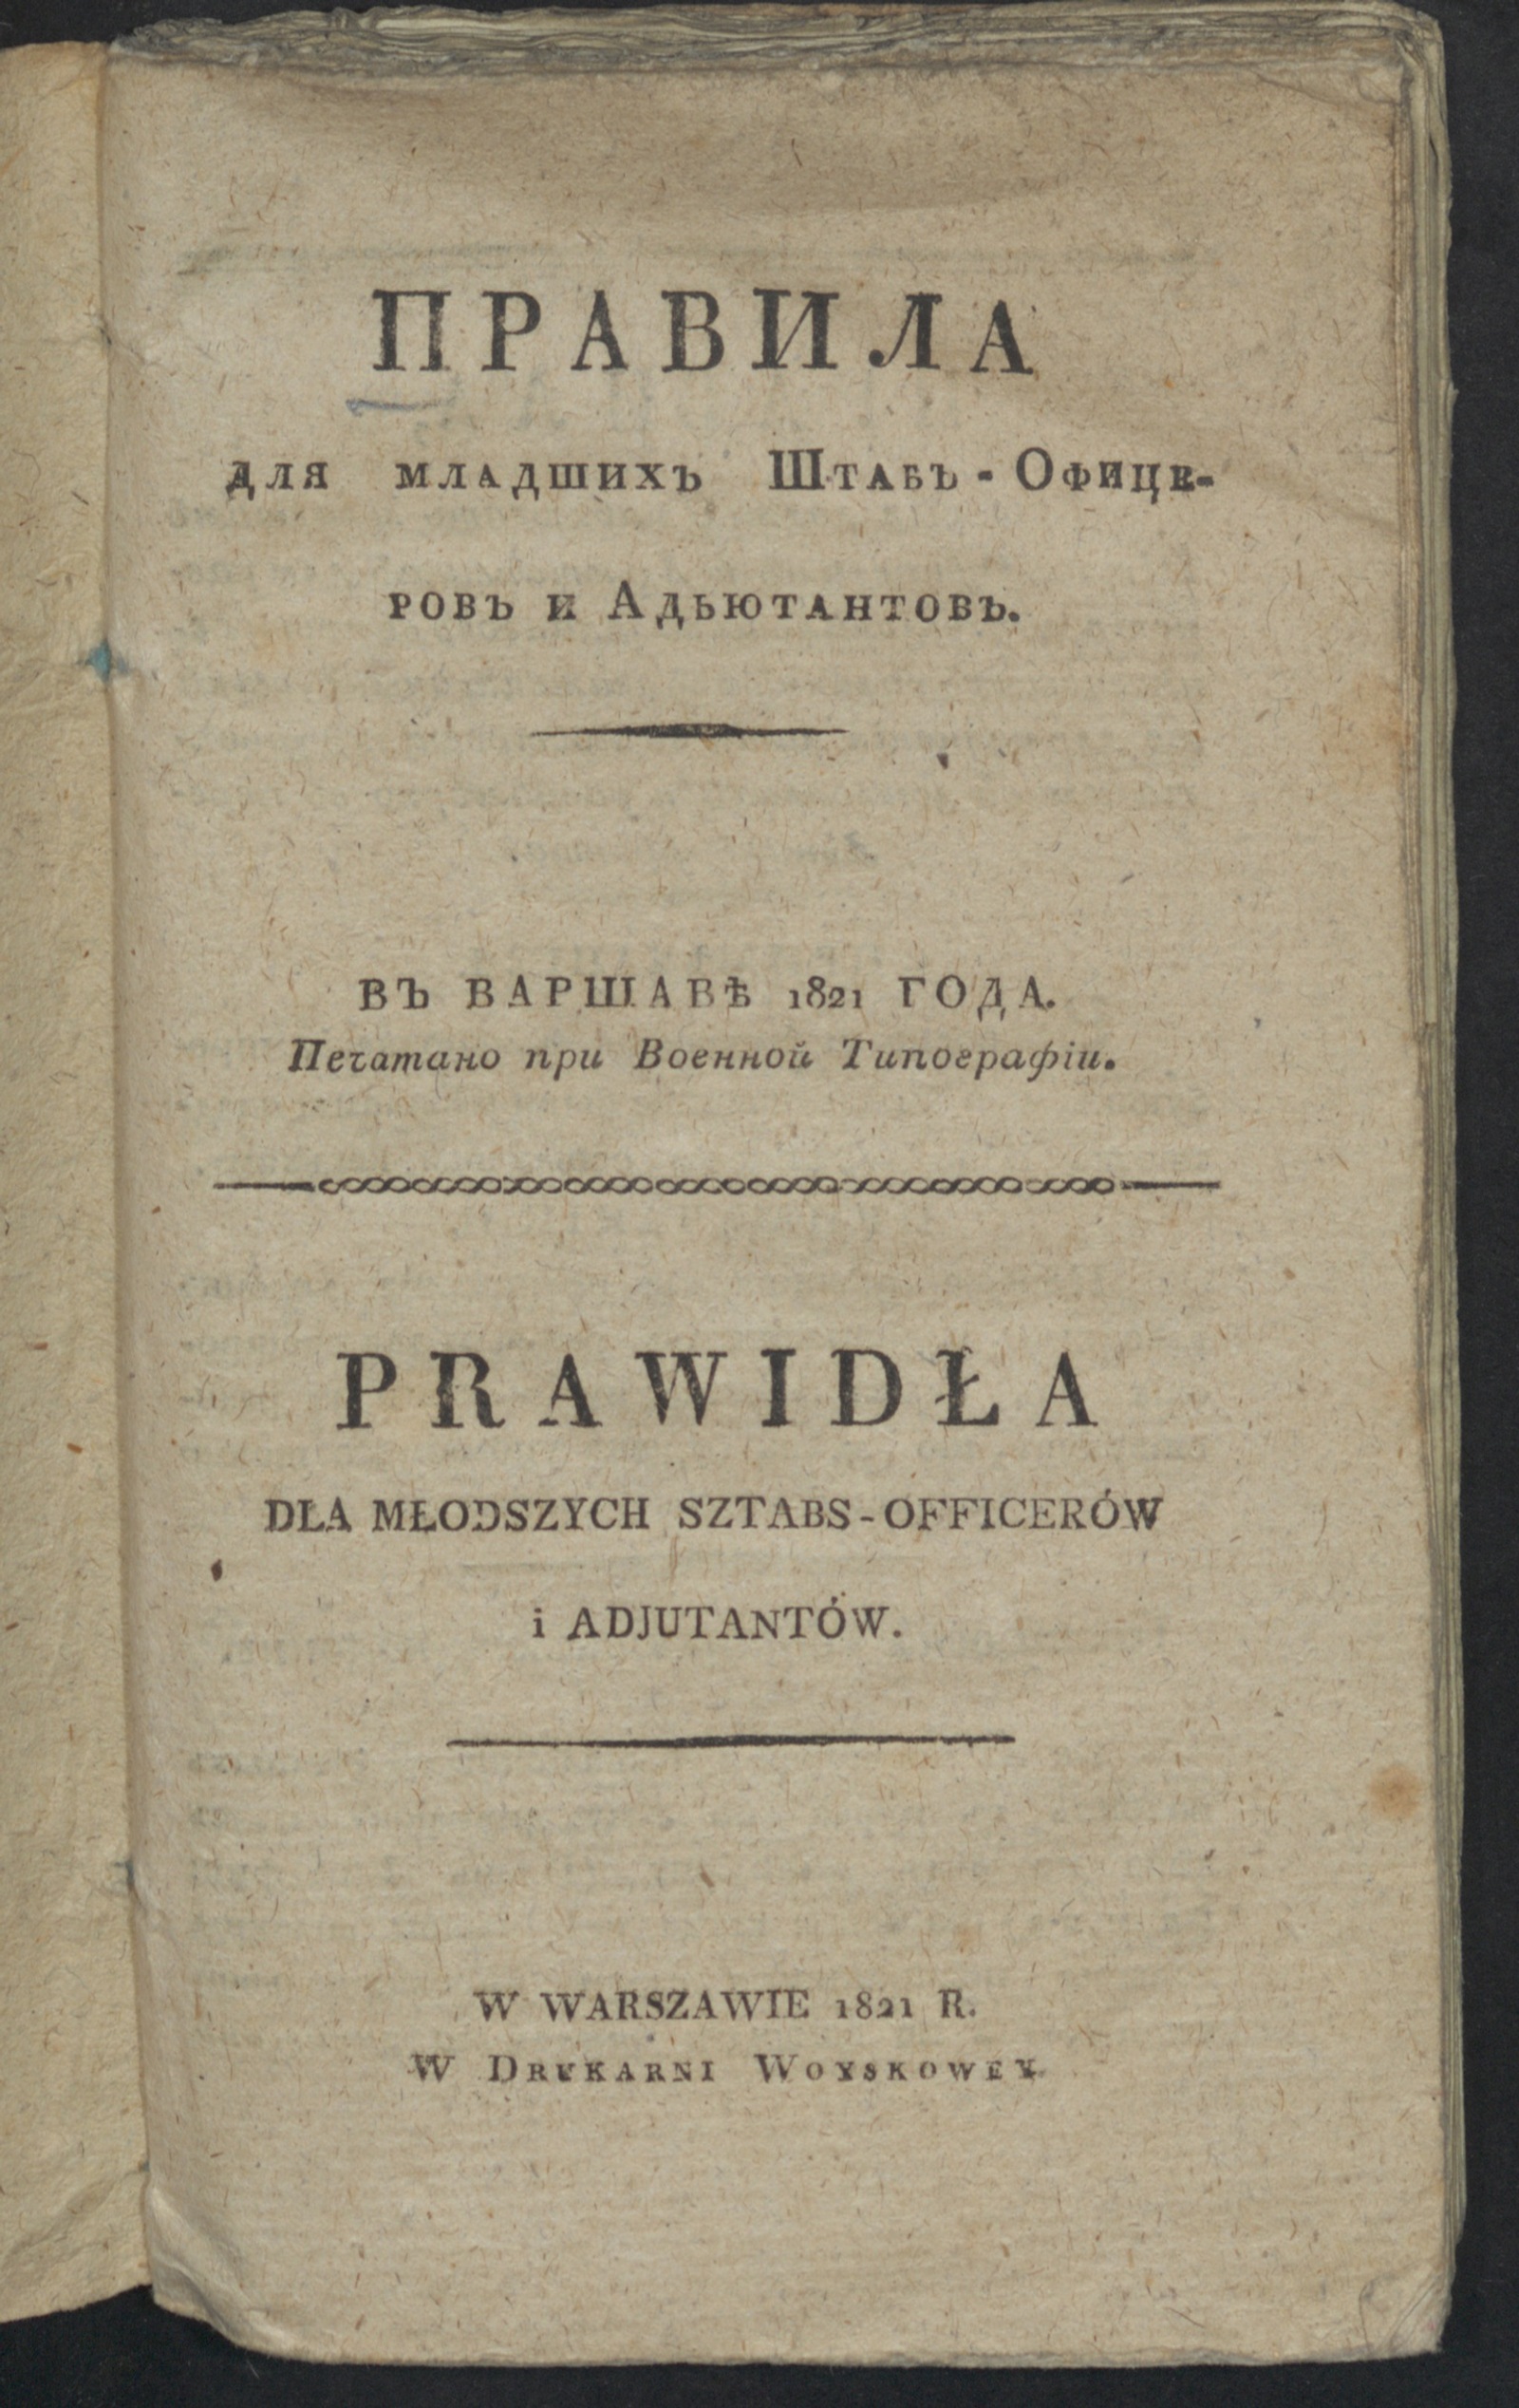 ПРАВИЛА
для младшихъ Штабъ - Офице-
ровъ и Адьютантовъ.
ВЪ ВАРШАВѢ 1821 ГОДА.
Печатано при Военной Типографіи.
PRAWIDŁA
DŁA MŁODSZYCH SZTABS-OFFICERÓW
i ADJUTANTÓW.
W WARSZAWIE 1821 R.
W DRUKARNI WOYSKOWEY